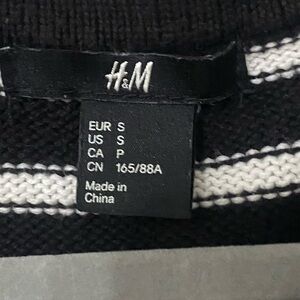 H&M
EUR S
US S
CA P
CN 165/88A
Made in
China